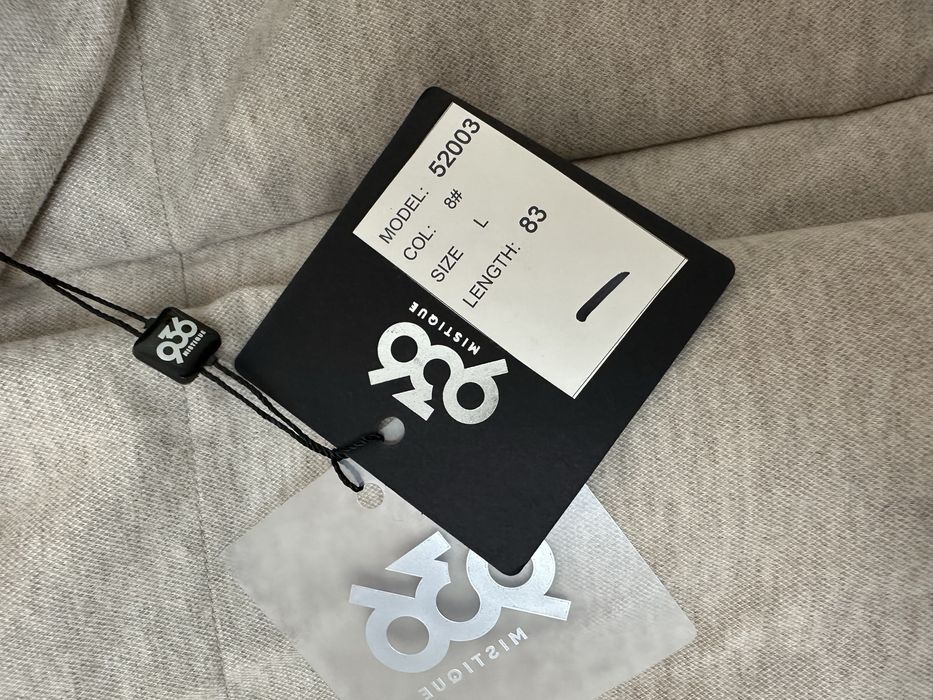 MODEL: 52003
COL: 8#
SIZE L
LENGTH: 83
936
MISTIQUE
936
MISTIQUE
936
MISTIQUE